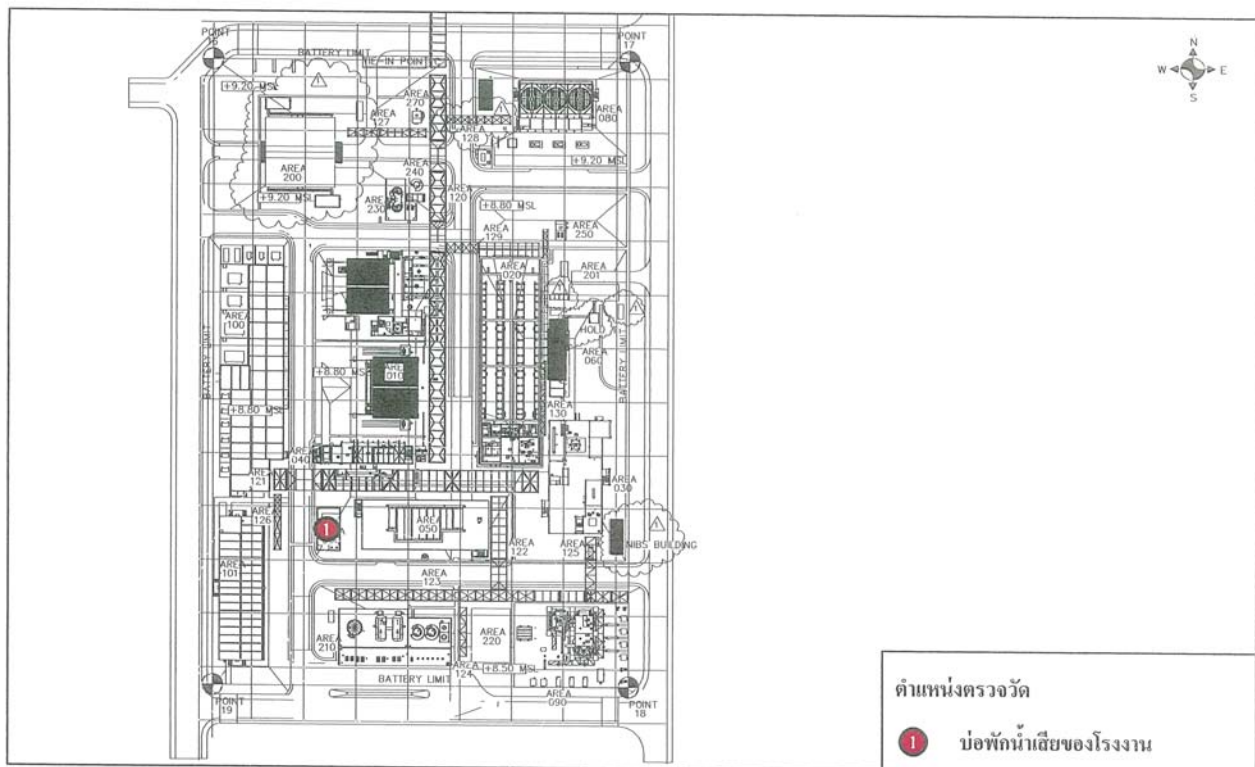 POINT
16
BATTERY LIMIT
TIE-IN POINT
POINT
17
N
W E
S
+9.20 MSL
AREA
270
AREA
127
AREA
128
AREA
080
+9.20 MSL
AREA
200
AREA
240
AREA
230
AREA
120
+9.20 MSL
+8.80 MSL
AREA
250
AREA
129
AREA
020
AREA
201
AREA
100
HOLD
AREA
060
BATTERY LIMIT
BATTERY LIMIT
+8.80 MSL
AREA
010
+8.80 MSL
AREA
130
AREA
040
AREA
121
AREA
030
AREA
126
1
AREA
050
AREA
122
AREA
125
NIBS BUILDING
AREA
101
AREA
123
AREA
210
AREA
220
AREA
124
+8.50 MSL
BATTERY LIMIT
AREA
090
POINT
19
POINT
18
ตำแหน่งตรวจวัด
1 บ่อพักน้ำเสียของโรงงาน